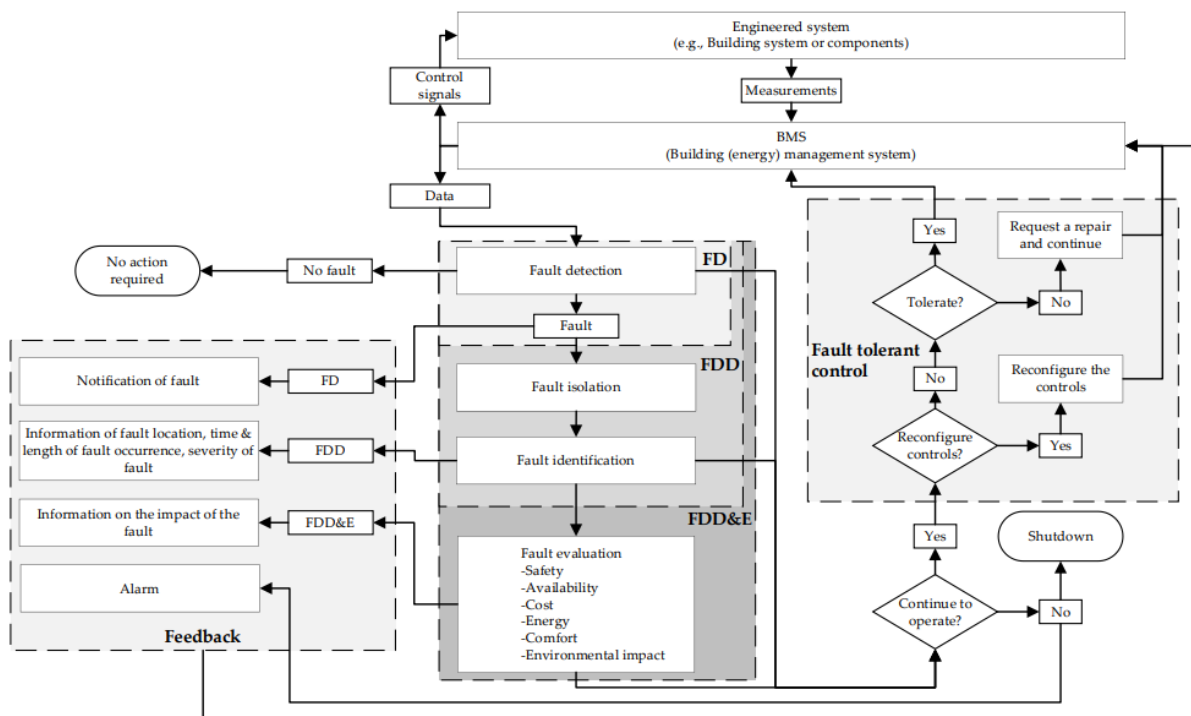 Engineered system
(e.g., Building system or components)
Control
signals
Measurements
BMS
(Building (energy) management system)
Data
Yes
Request a repair
and continue
No action
required
No fault
Fault detection
FD
Tolerate?
No
Fault
Fault tolerant
control
FDD
Notification of fault
FD
Fault isolation
No
Reconfigure the
controls
Information of fault location, time &
length of fault occurrence, severity of
fault
FDD
Fault identification
Reconfigure
controls?
Yes
Information on the impact of the
fault
FDD&E
FDD&E
Yes
Shutdown
Fault evaluation
-Safety
-Availability
-Cost
-Energy
-Comfort
-Environmental impact
Alarm
Continue to
operate?
No
Feedback